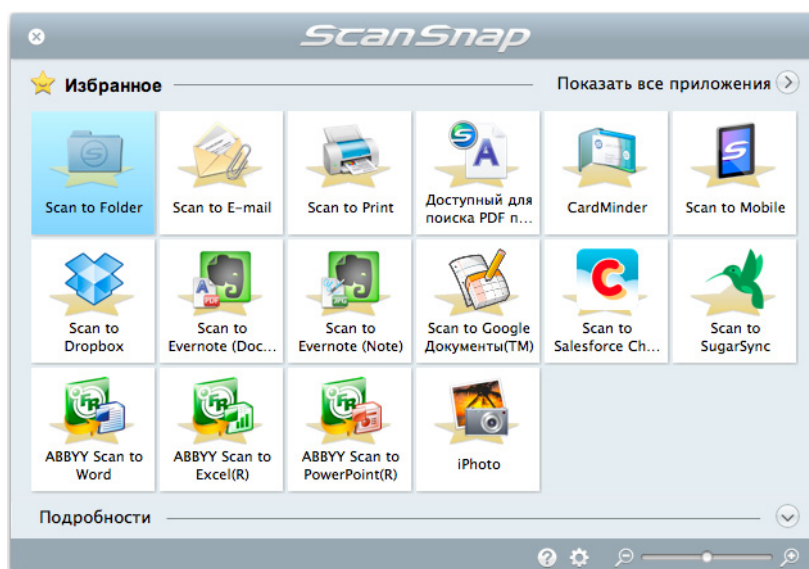 ScanSnap
Избранное
Показать все приложения
Scan to Folder
Scan to E-mail
Scan to Print
Доступный для
поиска PDF п...
CardMinder
Scan to Mobile
Scan to
Dropbox
Scan to
Evernote (Doc...
Scan to
Evernote (Note)
Scan to Google
Документы(TM)
Scan to
Salesforce Ch...
Scan to
SugarSync
ABBYY Scan to
Word
ABBYY Scan to
Excel(R)
ABBYY Scan to
PowerPoint(R)
iPhoto
Подробности